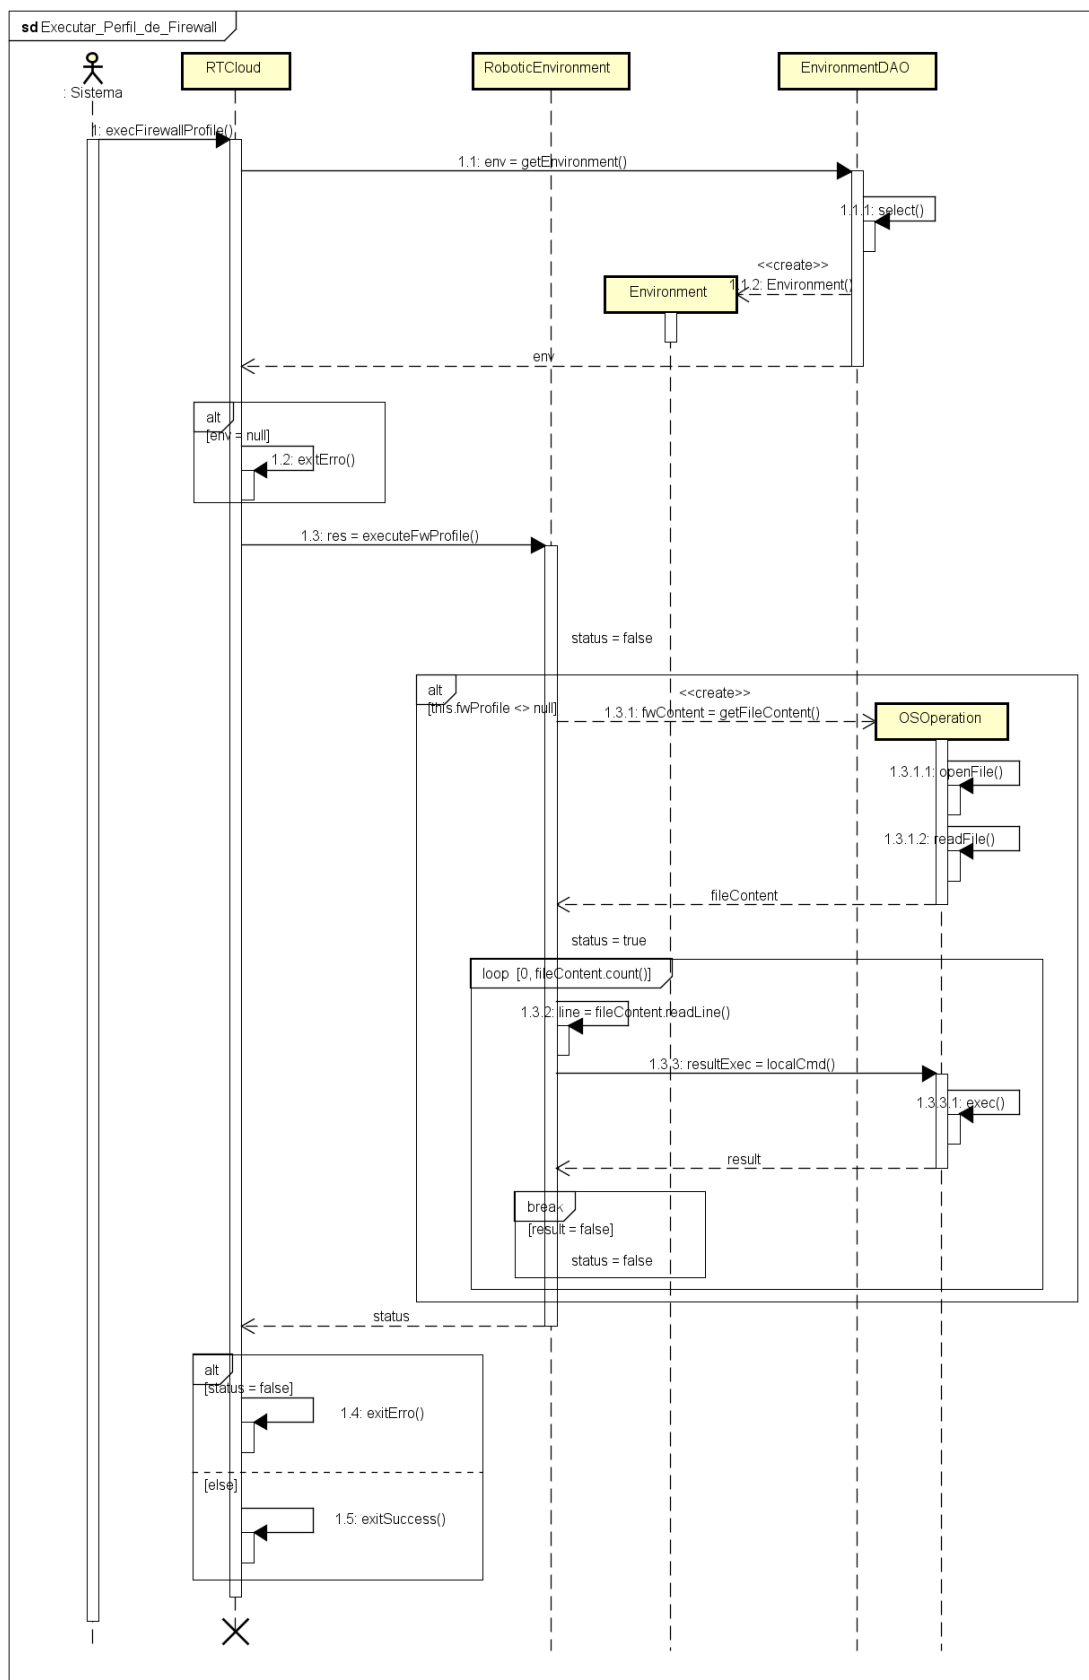 sd Executar_Perfil_de_Firewall
: Sistema
RTCloud
RoboticEnvironment
EnvironmentDAO
1: execFirewallProfile()
1.1: env = getEnvironment()
1.1.1: select()
<<create>>
1.1.2: Environment()
Environment
env
alt
[env = null]
1.2: exitErro()
1.3: res = executeFwProfile()
status = false
alt
[this.fwProfile <> null]
<<create>>
1.3.1: fwContent = getFileContent()
OSOperation
1.3.1.1: openFile()
1.3.1.2: readFile()
fileContent
status = true
loop [0, fileContent.count()]
1.3.2: line = fileContent.readLine()
1.3.3: resultExec = localCmd()
1.3.3.1: exec()
result
break
[result = false]
status = false
status
alt
[status = false]
1.4: exitErro()
[else]
1.5: exitSuccess()